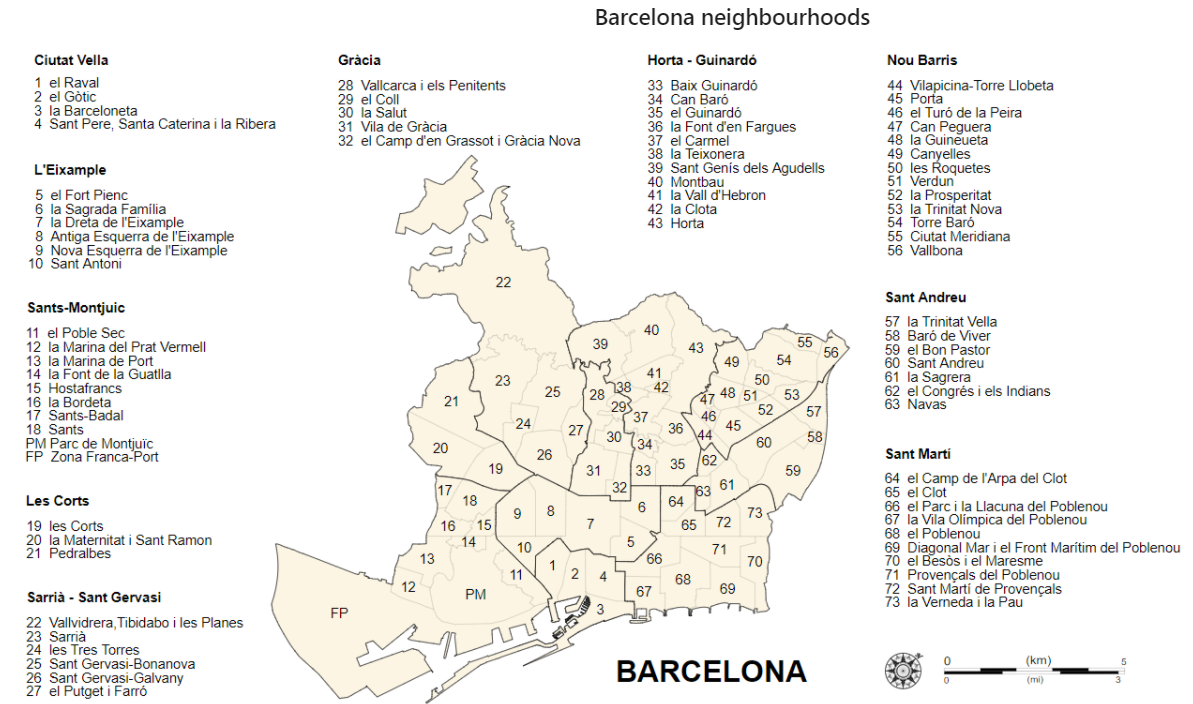 Barcelona neighbourhoods
Ciutat Vella
1 el Raval
2 el Gòtic
3 la Barceloneta
4 Sant Pere, Santa Caterina i la Ribera
L'Eixample
5 el Fort Pienc
6 la Sagrada Família
7 la Dreta de l'Eixample
8 Antiga Esquerra de l'Eixample
9 Nova Esquerra de l'Eixample
10 Sant Antoni
Sants-Montjuic
11 el Poble Sec
12 la Marina del Prat Vermell
13 la Marina de Port
14 la Font de la Guatlla
15 Hostafrancs
16 la Bordeta
17 Sants-Badal
18 Sants
PM Parc de Montjuïc
FP Zona Franca-Port
Les Corts
19 les Corts
20 la Maternitat i Sant Ramon
21 Pedralbes
Sarrià - Sant Gervasi
22 Vallvidrera,Tibidabo i les Planes
23 Sarrià
24 les Tres Torres
25 Sant Gervasi-Bonanova
26 Sant Gervasi-Galvany
27 el Putget i Farró
Gràcia
28 Vallcarca i els Penitents
29 el Coll
30 la Salut
31 Vila de Gràcia
32 el Camp d'en Grassot i Gràcia Nova
Horta - Guinardó
33 Baix Guinardó
34 Can Baró
35 el Guinardó
36 la Font d'en Fargues
37 el Carmel
38 la Teixonera
39 Sant Genís dels Agudells
40 Montbau
41 la Vall d'Hebron
42 la Clota
43 Horta
Nou Barris
44 Vilapicina-Torre Llobeta
45 Porta
46 el Turó de la Peira
47 Can Peguera
48 la Guineueta
49 Canyelles
50 les Roquetes
51 Verdun
52 la Prosperitat
53 la Trinitat Nova
54 Torre Baró
55 Ciutat Meridiana
56 Vallbona
Sant Andreu
57 la Trinitat Vella
58 Baró de Viver
59 el Bon Pastor
60 Sant Andreu
61 la Sagrera
62 el Congrés i els Indians
63 Navas
Sant Martí
64 el Camp de l'Arpa del Clot
65 el Clot
66 el Parc i la Llacuna del Poblenou
67 la Vila Olímpica del Poblenou
68 el Poblenou
69 Diagonal Mar i el Front Marítim del Poblenou
70 el Besòs i el Maresme
71 Provençals del Poblenou
72 Sant Martí de Provençals
73 la Verneda i la Pau
22
40
39
43
55
56
54
49
41
50
23
25
38
42
28
48
51
53
21
47
29
52
57
37
46
24
27
36
45
58
30
44
60
34
20
26
62
19
31
33
35
59
32
61
17
63
18
64
6
9
8
73
16
15
7
65
72
14
10
5
71
13
66
70
1
11
2
4
12
68
PM
67
69
FP
3
BARCELONA
0 (km) 5
0 (mi) 3